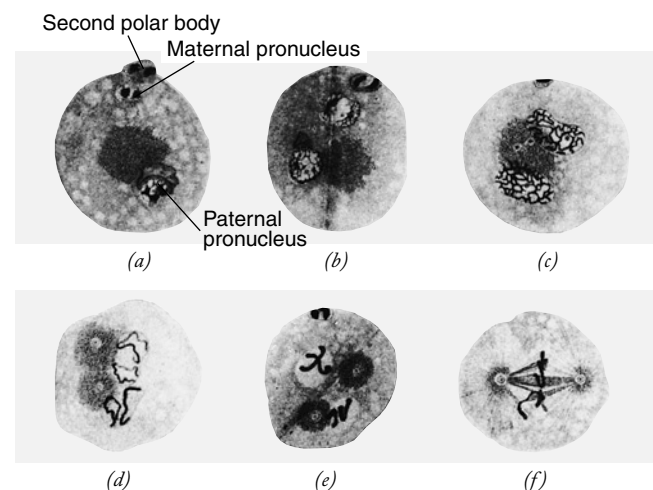 Second polar body
Maternal pronucleus
Paternal
pronucleus
(a)
(b)
(c)
(d)
(e)
(f)